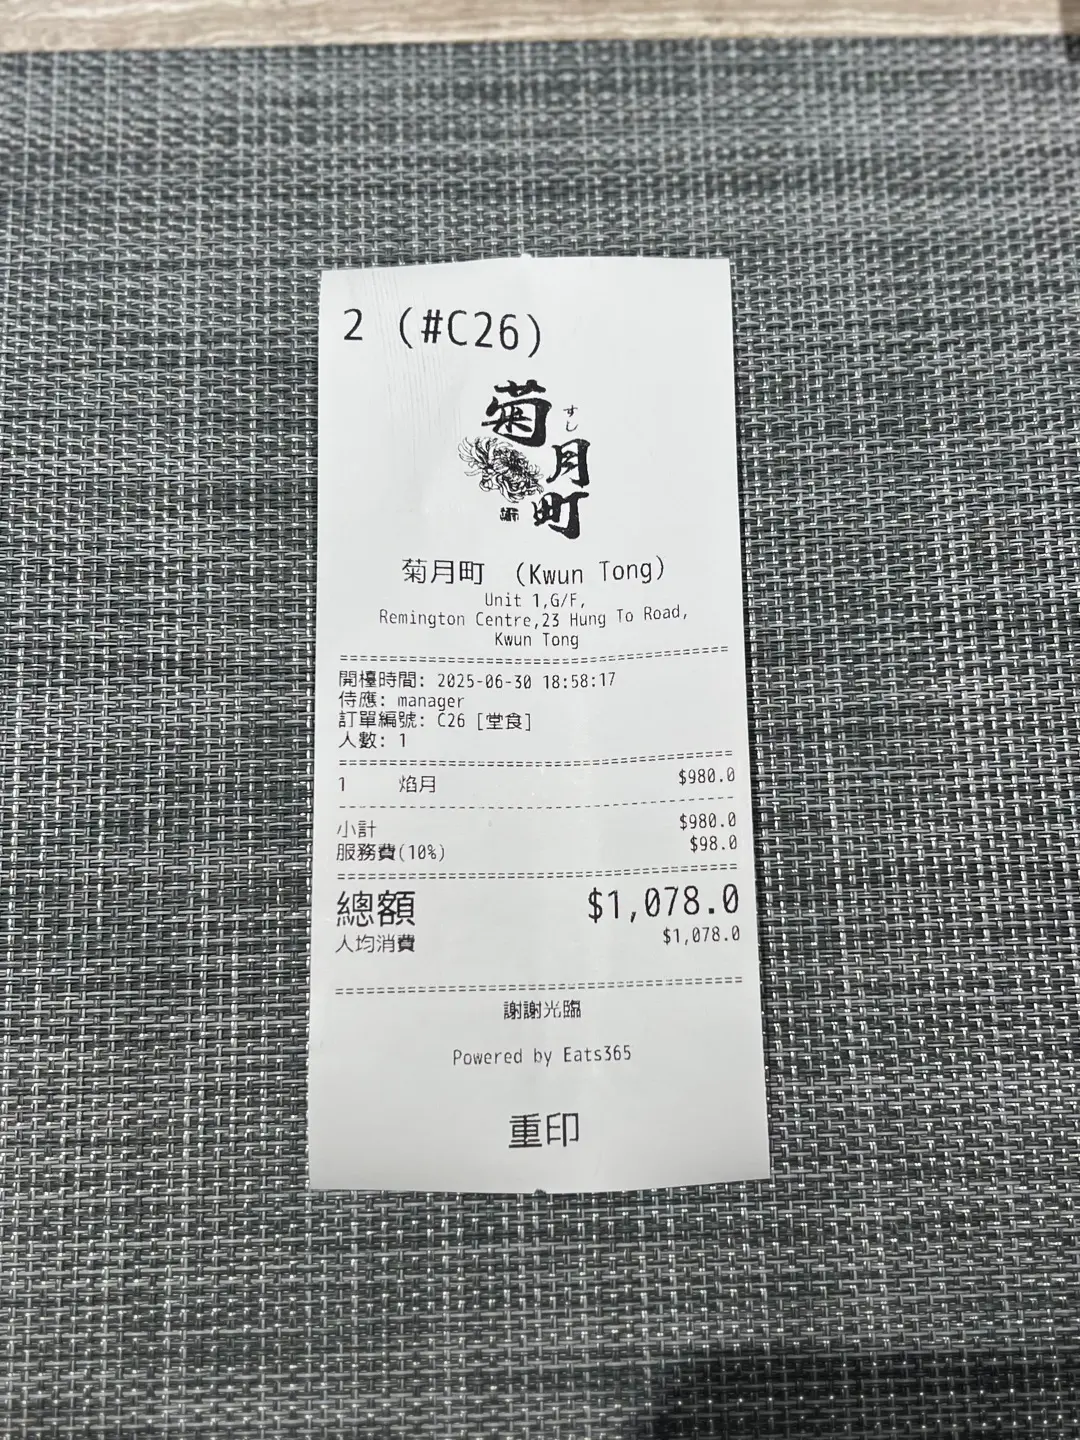 2 (#C26)
菊月町
すし
菊月町 (Kwun Tong)
Unit 1,G/F,
Remington Centre,23 Hung To Road,
Kwun Tong
開檯時間: 2025-06-30 18:58:17
侍應: manager
訂單編號: C26 [堂食]
人數: 1
1 焰月 $980.0
小計 $980.0
服務費(10%) $98.0
總額 $1,078.0
人均消費 $1,078.0
謝謝光臨
Powered by Eats365
重印